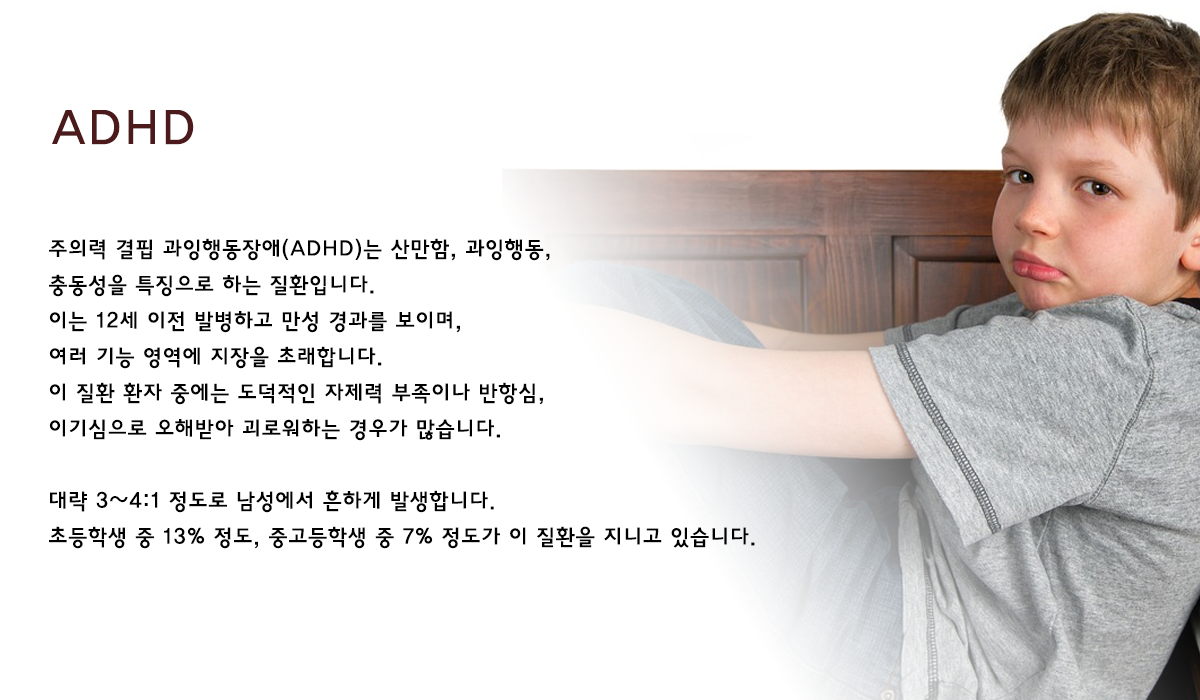 ADHD
주의력 결핍 과잉행동장애(ADHD)는 산만함, 과잉행동,
충동성을 특징으로 하는 질환입니다.
이는 12세 이전 발병하고 만성 경과를 보이며,
여러 기능 영역에 지장을 초래합니다.
이 질환 환자 중에는 도덕적인 자제력 부족이나 반항심,
이기심으로 오해받아 괴로워하는 경우가 많습니다.
대략 3~4:1 정도로 남성에서 흔하게 발생합니다.
초등학생 중 13% 정도, 중고등학생 중 7% 정도가 이 질환을 지니고 있습니다.